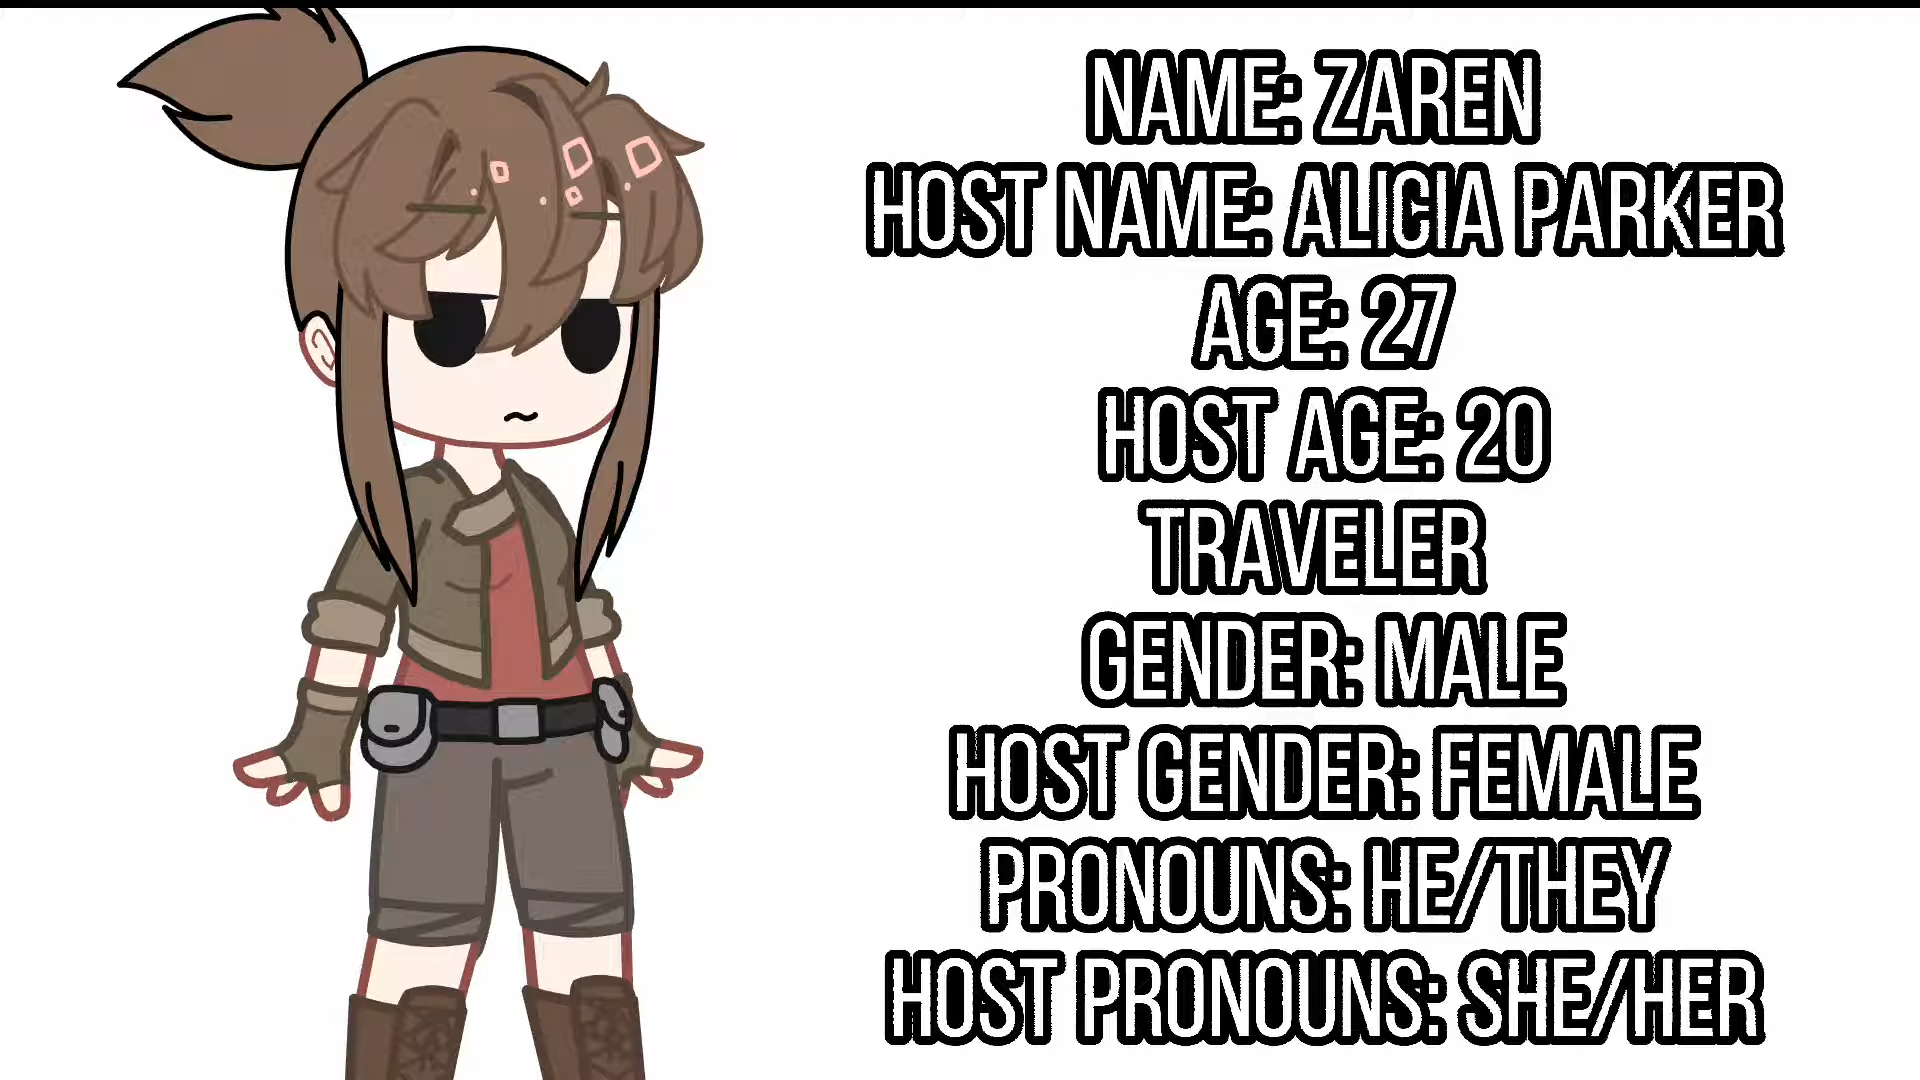 NAME: ZAREN
HOST NAME: ALICIA PARKER
AGE: 27
HOST AGE: 20
TRAVELER
GENDER: MALE
HOST GENDER: FEMALE
PRONOUNS: HE/THEY
HOST PRONOUNS: SHE/HER